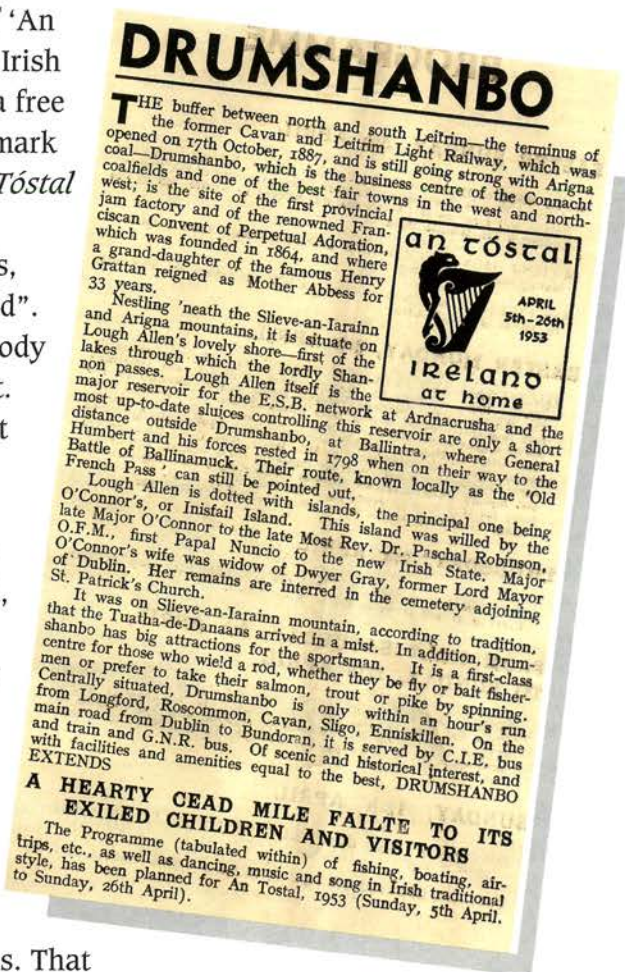 ‘An
Irish
a free
mark
Tóstal
s,
d”.
ody
t.
t
,
s. That
DRUMSHANBO
THE buffer between north and south Leitrim—the terminus of
the former Cavan and Leitrim Light Railway, which was
opened on 17th October, 1887, and is still going strong with Arigna
coal—Drumshanbo, which is the business centre of the Connacht
coalfields and one of the best fair towns in the west and north-
west; is the site of the first provincial
jam factory and of the renowned Fran-
ciscan Convent of Perpetual Adoration,
which was founded in 1864, and where
a grand-daughter of the famous Henry
Grattan reigned as Mother Abbess for
33 years.
Nestling 'neath the Slieve-an-Iarainn
and Arigna mountains, it is situate on
Lough Allen's lovely shore—first of the
lakes through which the lordly Shan-
non passes. Lough Allen itself is the
major reservoir for the E.S.B. network at Ardnacrusha and the
most up-to-date sluices controlling this reservoir are only a short
distance outside Drumshanbo, at Ballintra, where General
Humbert and his forces rested in 1798 when on their way to the
Battle of Ballinamuck. Their route, known locally as the 'Old
French Pass' can still be pointed out.
Lough Allen is dotted with islands, the principal one being
O'Connor's, or Inisfail Island. This island was willed by the
late Major O'Connor to the late Most Rev. Dr. Paschal Robinson,
O.F.M., first Papal Nuncio to the new Irish State. Major
O'Connor's wife was widow of Dwyer Gray, former Lord Mayor
of Dublin. Her remains are interred in the cemetery adjoining
St. Patrick's Church.
It was on Slieve-an-Iarainn mountain, according to tradition,
that the Tuatha-de-Danaans arrived in a mist. In addition, Drum-
shanbo has big attractions for the sportsman. It is a first-class
centre for those who wield a rod, whether they be fly or bait fisher-
men or prefer to take their salmon, trout or pike by spinning.
Centrally situated, Drumshanbo is only within an hour's run
from Longford, Roscommon, Cavan, Sligo, Enniskillen. On the
main road from Dublin to Bundoran, it is served by C.I.E. bus
and train and G.N.R. bus. Of scenic and historical interest, and
with facilities and amenities equal to the best, DRUMSHANBO
EXTENDS
A HEARTY CEAD MILE FAILTE TO ITS
EXILED CHILDREN AND VISITORS
The Programme (tabulated within) of fishing, boating, air-
trips, etc., as well as dancing, music and song in Irish traditional
style, has been planned for An Tostal, 1953 (Sunday, 5th April.
to Sunday, 26th April).
an tóstal
APRIL
5th-26th
1953
IRELAND
at home